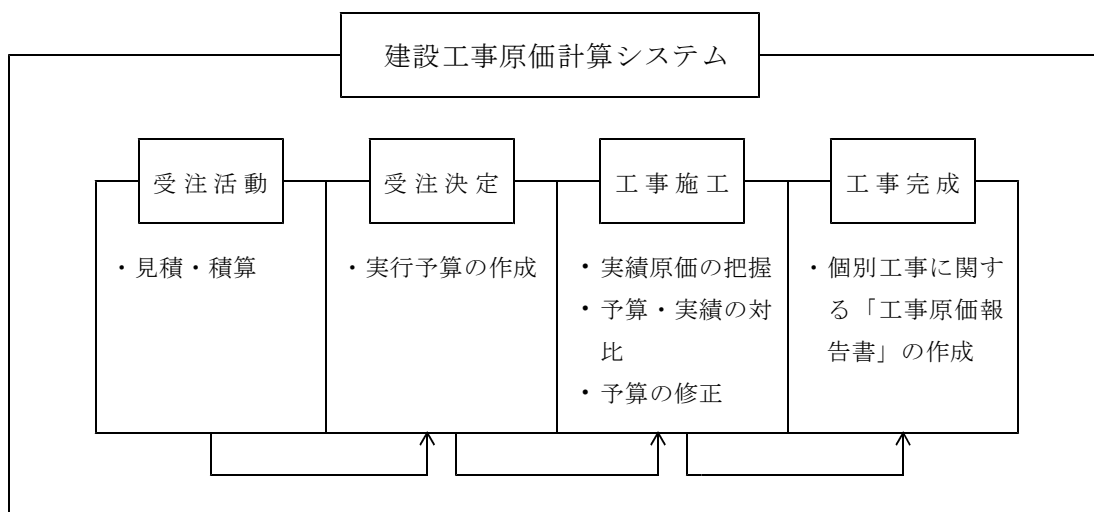 建設工事原価計算システム
受注活動
・見積・積算
受注決定
・実行予算の作成
工事施工
・実績原価の把握
・予算・実績の対
比
・予算の修正
工事完成
・個別工事に関す
る「工事原価報
告書」の作成